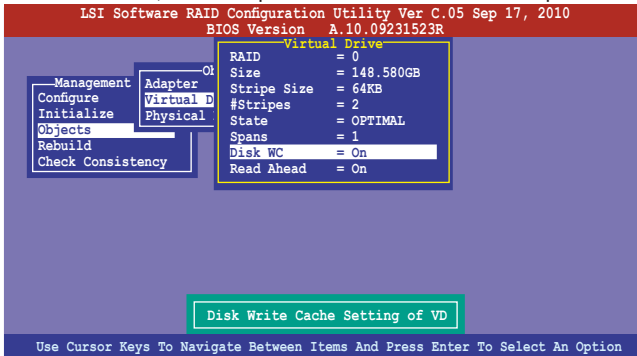 LSI Software RAID Configuration Utility Ver C.05 Sep 17, 2010
BIOS Version A.10.09231523R
Management
Configure
Initialize
Objects
Rebuild
Check Consistency
Adapter
Physical
Virtual Drive
RAID = 0
Size = 148.580GB
Stripe Size = 64KB
#Stripes = 2
State = OPTIMAL
Spans = 1
Disk WC = On
Read Ahead = On
Disk Write Cache Setting of VD
Use Cursor Keys To Navigate Between Items And Press Enter To Select An Option